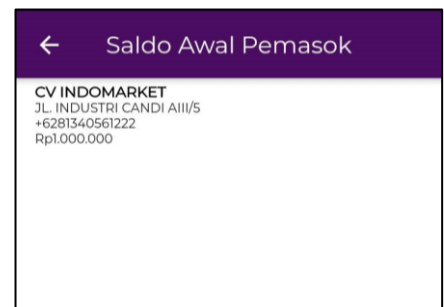 Saldo Awal Pemasok
CV INDOMARKET
JL. INDUSTRI CANDI AIII/5
+6281340561222
Rp1.000.000